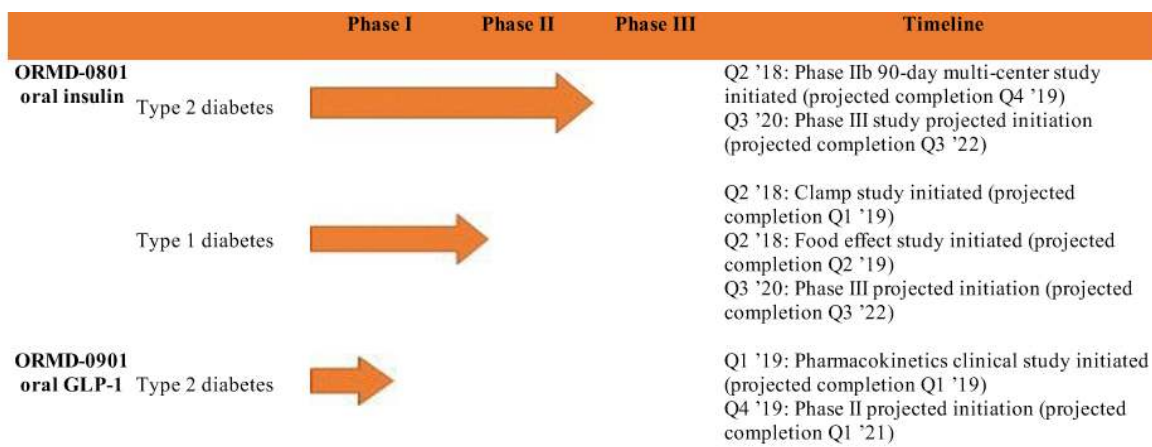 Phase I Phase II Phase III Timeline
ORMD-0801
oral insulin
Type 2 diabetes
Q2 ’18: Phase IIb 90-day multi-center study
initiated (projected completion Q4 ’19)
Q3 ’20: Phase III study projected initiation
(projected completion Q3 ’22)
Type 1 diabetes
Q2 ’18: Clamp study initiated (projected
completion Q1 ’19)
Q2 ’18: Food effect study initiated (projected
completion Q2 ’19)
Q3 ’20: Phase III projected initiation (projected
completion Q3 ’22)
ORMD-0901
oral GLP-1
Type 2 diabetes
Q1 ’19: Pharmacokinetics clinical study initiated
(projected completion Q1 ’19)
Q4 ’19: Phase II projected initiation (projected
completion Q1 ’21)